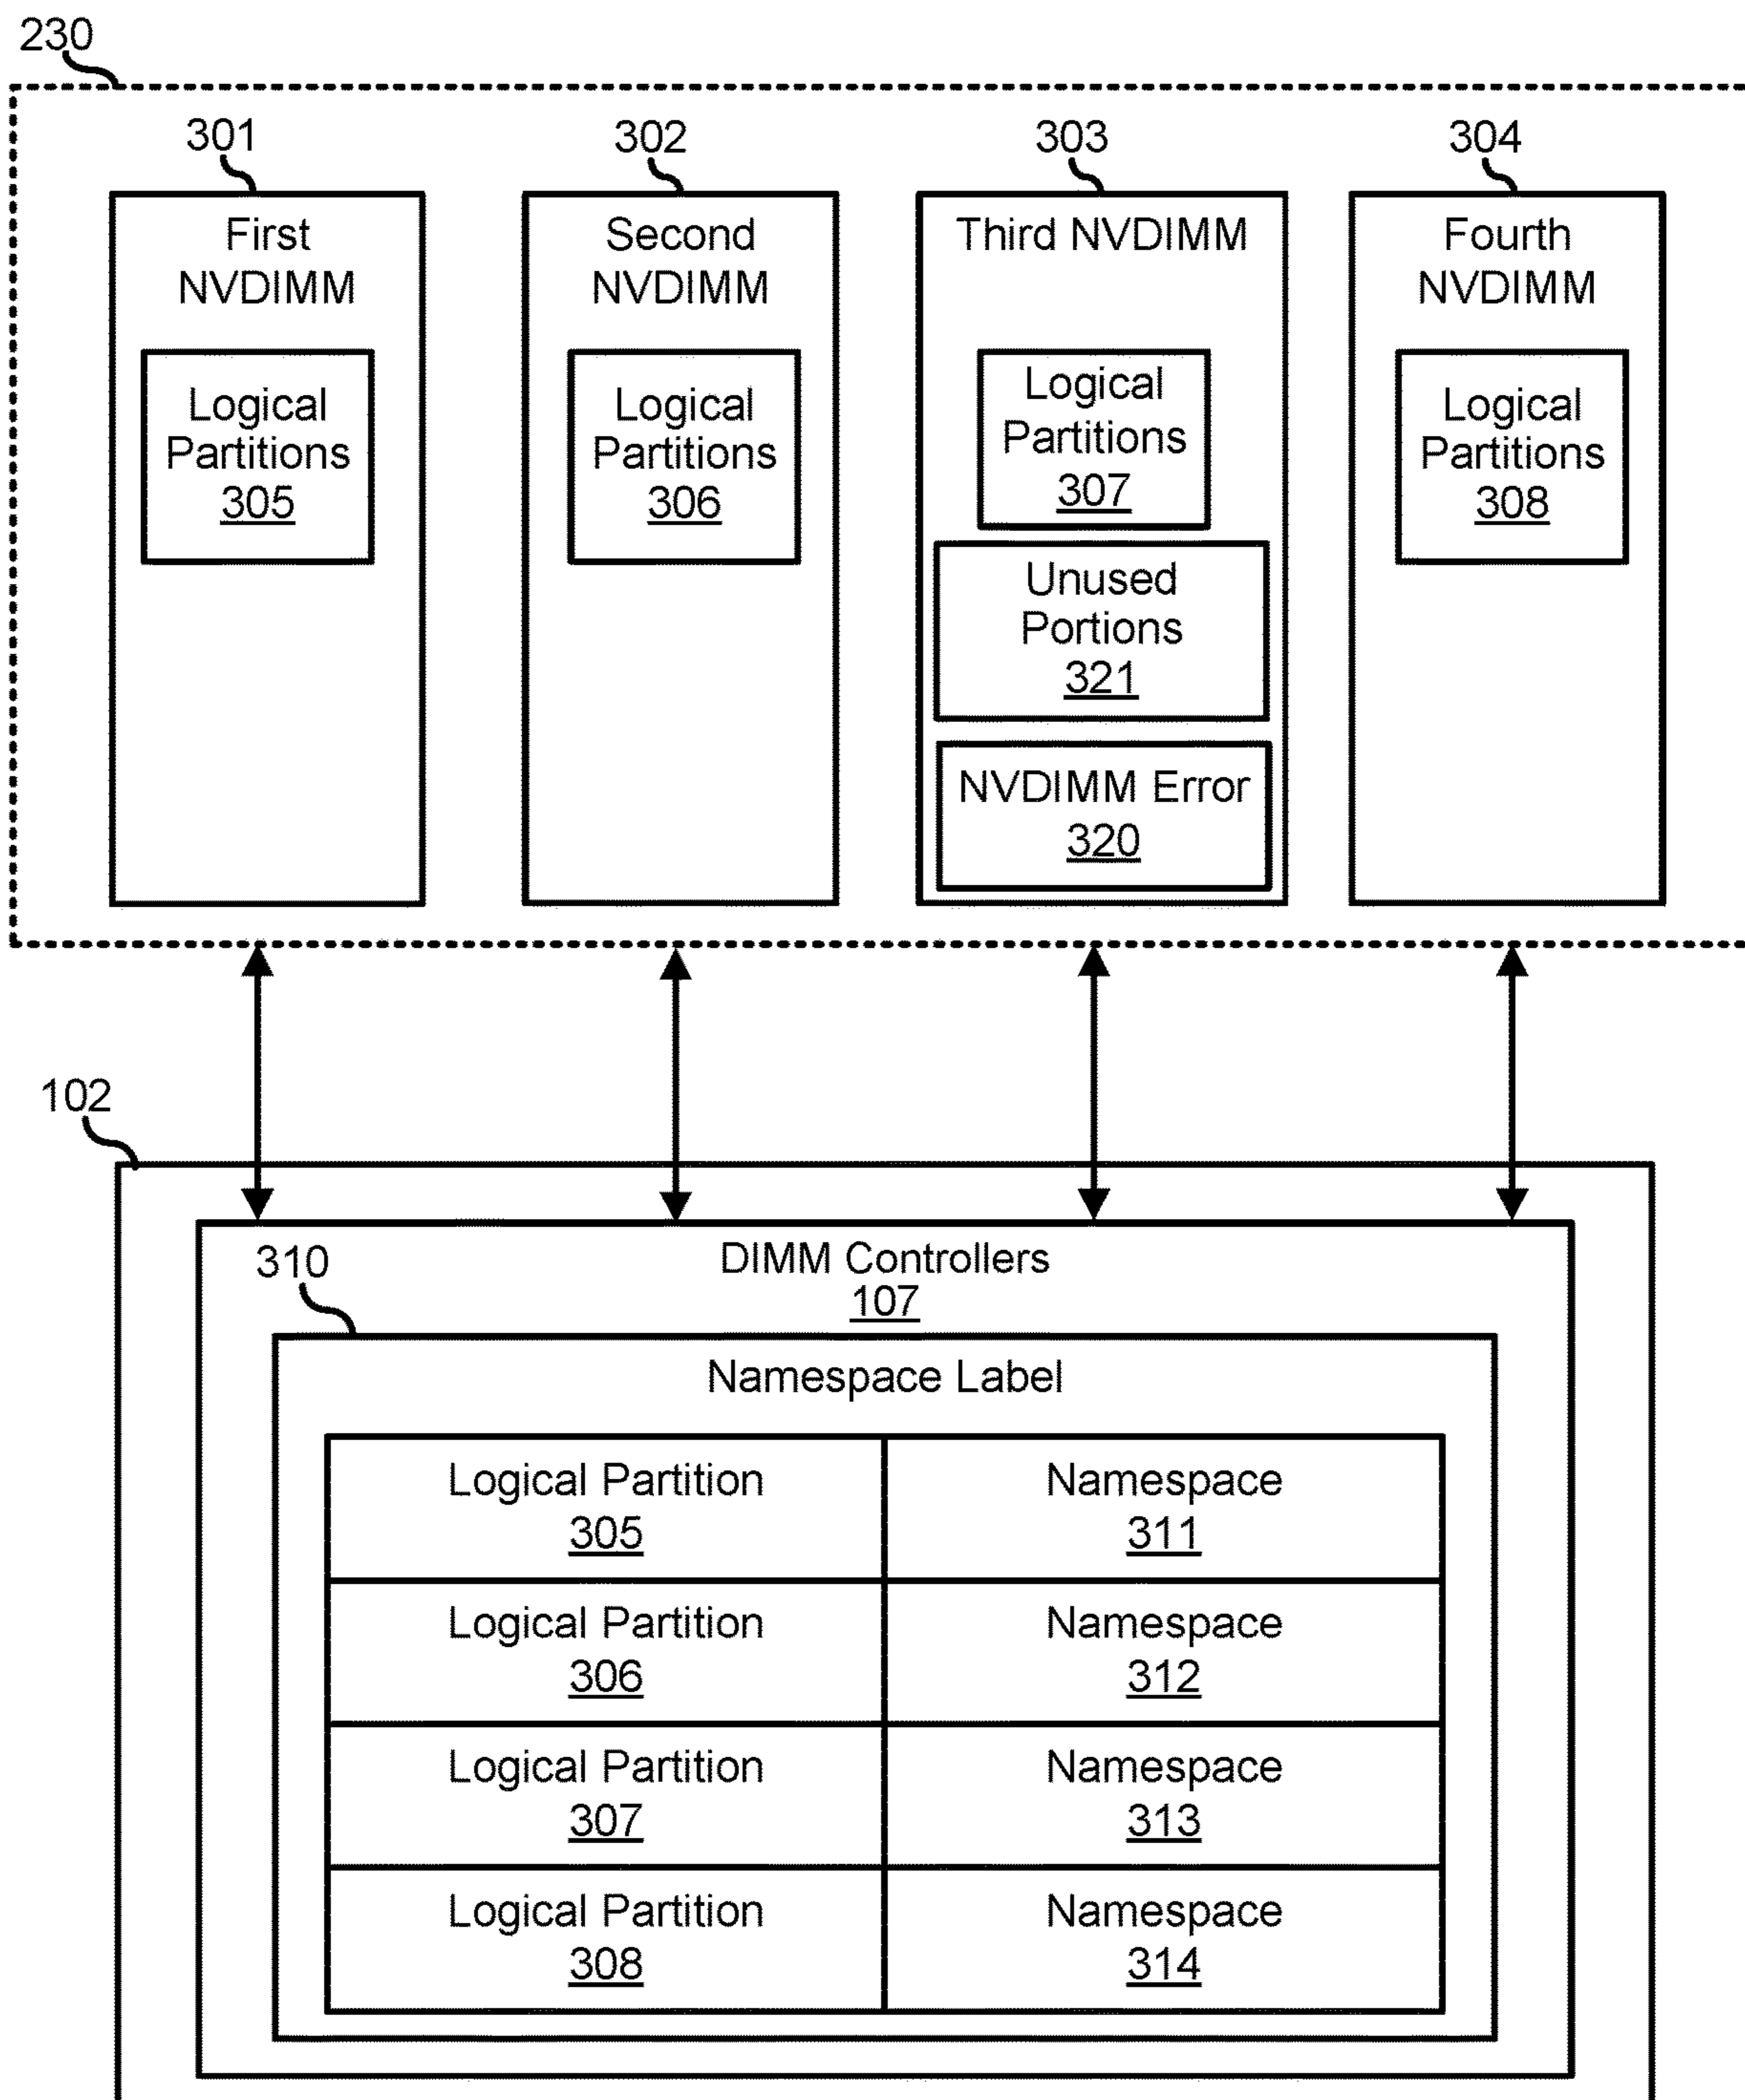 230
301
302
303
304
First
NVDIMM
Second
NVDIMM
Third NVDIMM
Fourth
NVDIMM
Logical
Partitions
305
Logical
Partitions
306
Logical
Partitions
307
Logical
Partitions
308
Unused
Portions
321
NVDIMM Error
320
102
DIMM Controllers
107
310
Namespace Label
Logical Partition
305
Namespace
311
Logical Partition
306
Namespace
312
Logical Partition
307
Namespace
313
Logical Partition
308
Namespace
314